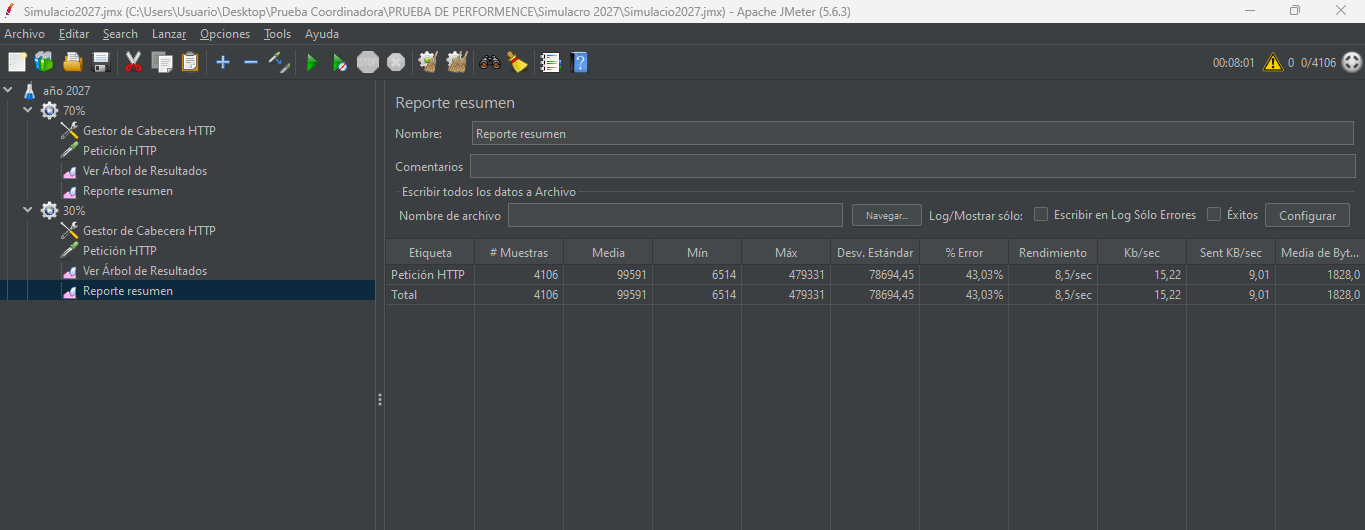 Simulacio2027.jmx (C:\Users\Usuario\Desktop\Prueba Coordinadora\PRUEBA DE PERFORMENCE\Simulacro 2027\Simulacio2027.jmx) - Apache JMeter (5.6.3)
Archivo Editar Search Lanzar Opciones Tools Ayuda
STOP 00:08:01 0 0/4106
año 2027
70%
Gestor de Cabecera HTTP
Petición HTTP
Ver Árbol de Resultados
Reporte resumen
30%
Gestor de Cabecera HTTP
Petición HTTP
Ver Árbol de Resultados
Reporte resumen
Reporte resumen
Nombre: Reporte resumen
Comentarios
Escribir todos los datos a Archivo
Nombre de archivo Navegar... Log/Mostrar sólo: Escribir en Log Sólo Errores Éxitos Configurar
Etiqueta # Muestras Media Mín Máx Desv. Estándar % Error Rendimiento Kb/sec Sent KB/sec Media de Byt...
Petición HTTP 4106 99591 6514 479331 78694,45 43,03% 8,5/sec 15,22 9,01 1828,0
Total 4106 99591 6514 479331 78694,45 43,03% 8,5/sec 15,22 9,01 1828,0